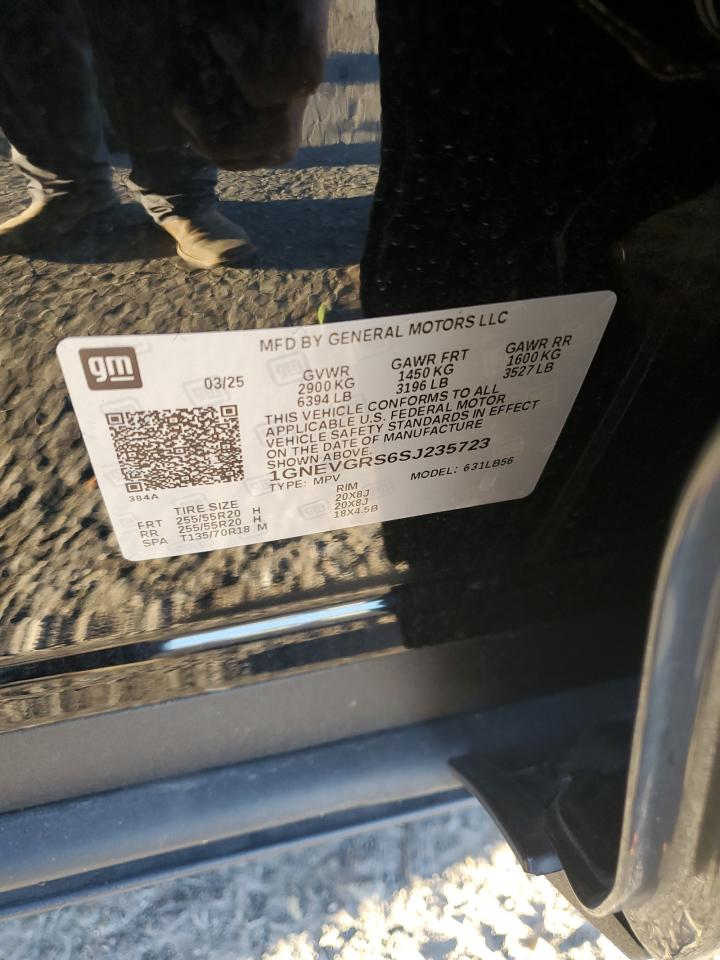 MFD BY GENERAL MOTORS LLC
gm
03/25
GVWR
2900 KG
6394 LB
GAWR FRT
1450 KG
3196 LB
GAWR RR
1600 KG
3527 LB
THIS VEHICLE CONFORMS TO ALL
APPLICABLE U.S. FEDERAL MOTOR
VEHICLE SAFETY STANDARDS IN EFFECT
ON THE DATE OF MANUFACTURE
SHOWN ABOVE.
1GNEVGRS6SJ235723
TYPE: MPV
MODEL: 631LB56
384A
TIRE SIZE
RIM
FRT 255/55R20 H 20X8J
RR 255/55R20 H 20X8J
SPA T135/70R18 M 18X4.5B